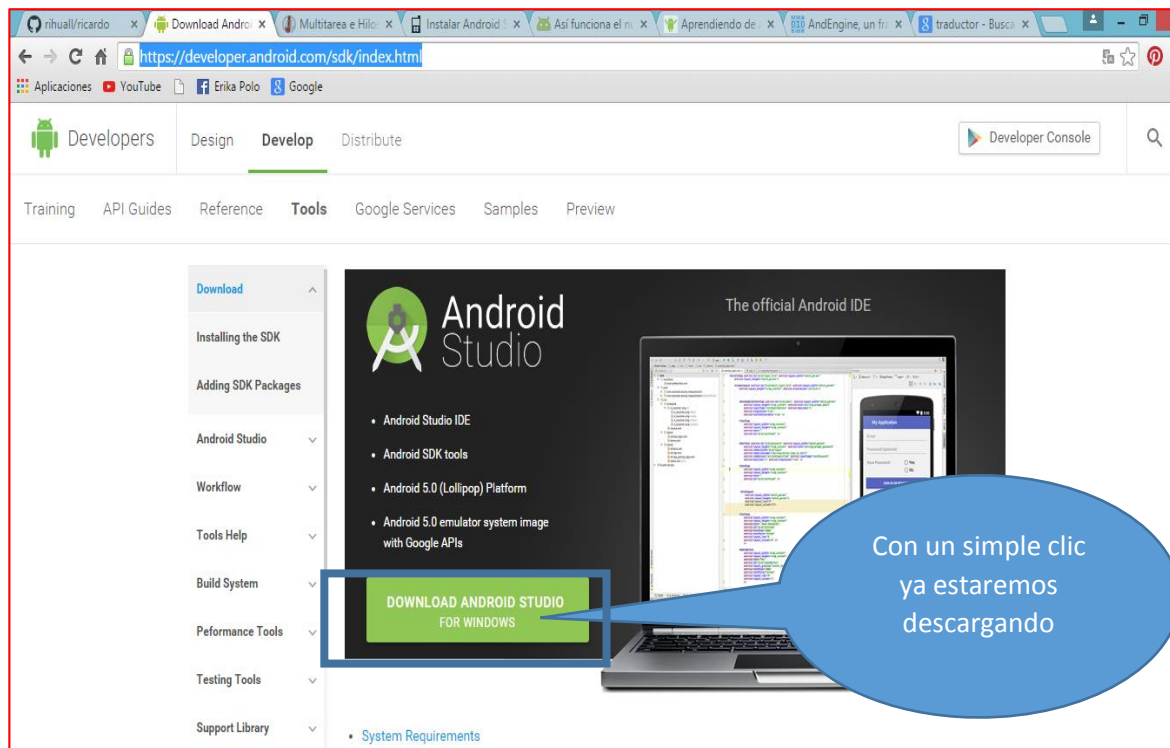 rihuall/ricardo
Download Andro
Multitarea e Hilo
Instalar Android S
Así funciona el nu
Aprendiendo de
AndEngine, un fra
traductor - Busca
https://developer.android.com/sdk/index.html
Aplicaciones
YouTube
Erika Polo
Google
Developers
Design
Develop
Distribute
Developer Console
Training
API Guides
Reference
Tools
Google Services
Samples
Preview
Download
Installing the SDK
Adding SDK Packages
Android Studio
Workflow
Tools Help
Build System
Peformance Tools
Testing Tools
Support Library
Android
Studio
The official Android IDE
• Android Studio IDE
• Android SDK tools
• Android 5.0 (Lollipop) Platform
• Android 5.0 emulator system image
with Google APIs
My Application
DOWNLOAD ANDROID STUDIO
FOR WINDOWS
Con un simple clic
ya estaremos
descargando
• System Requirements